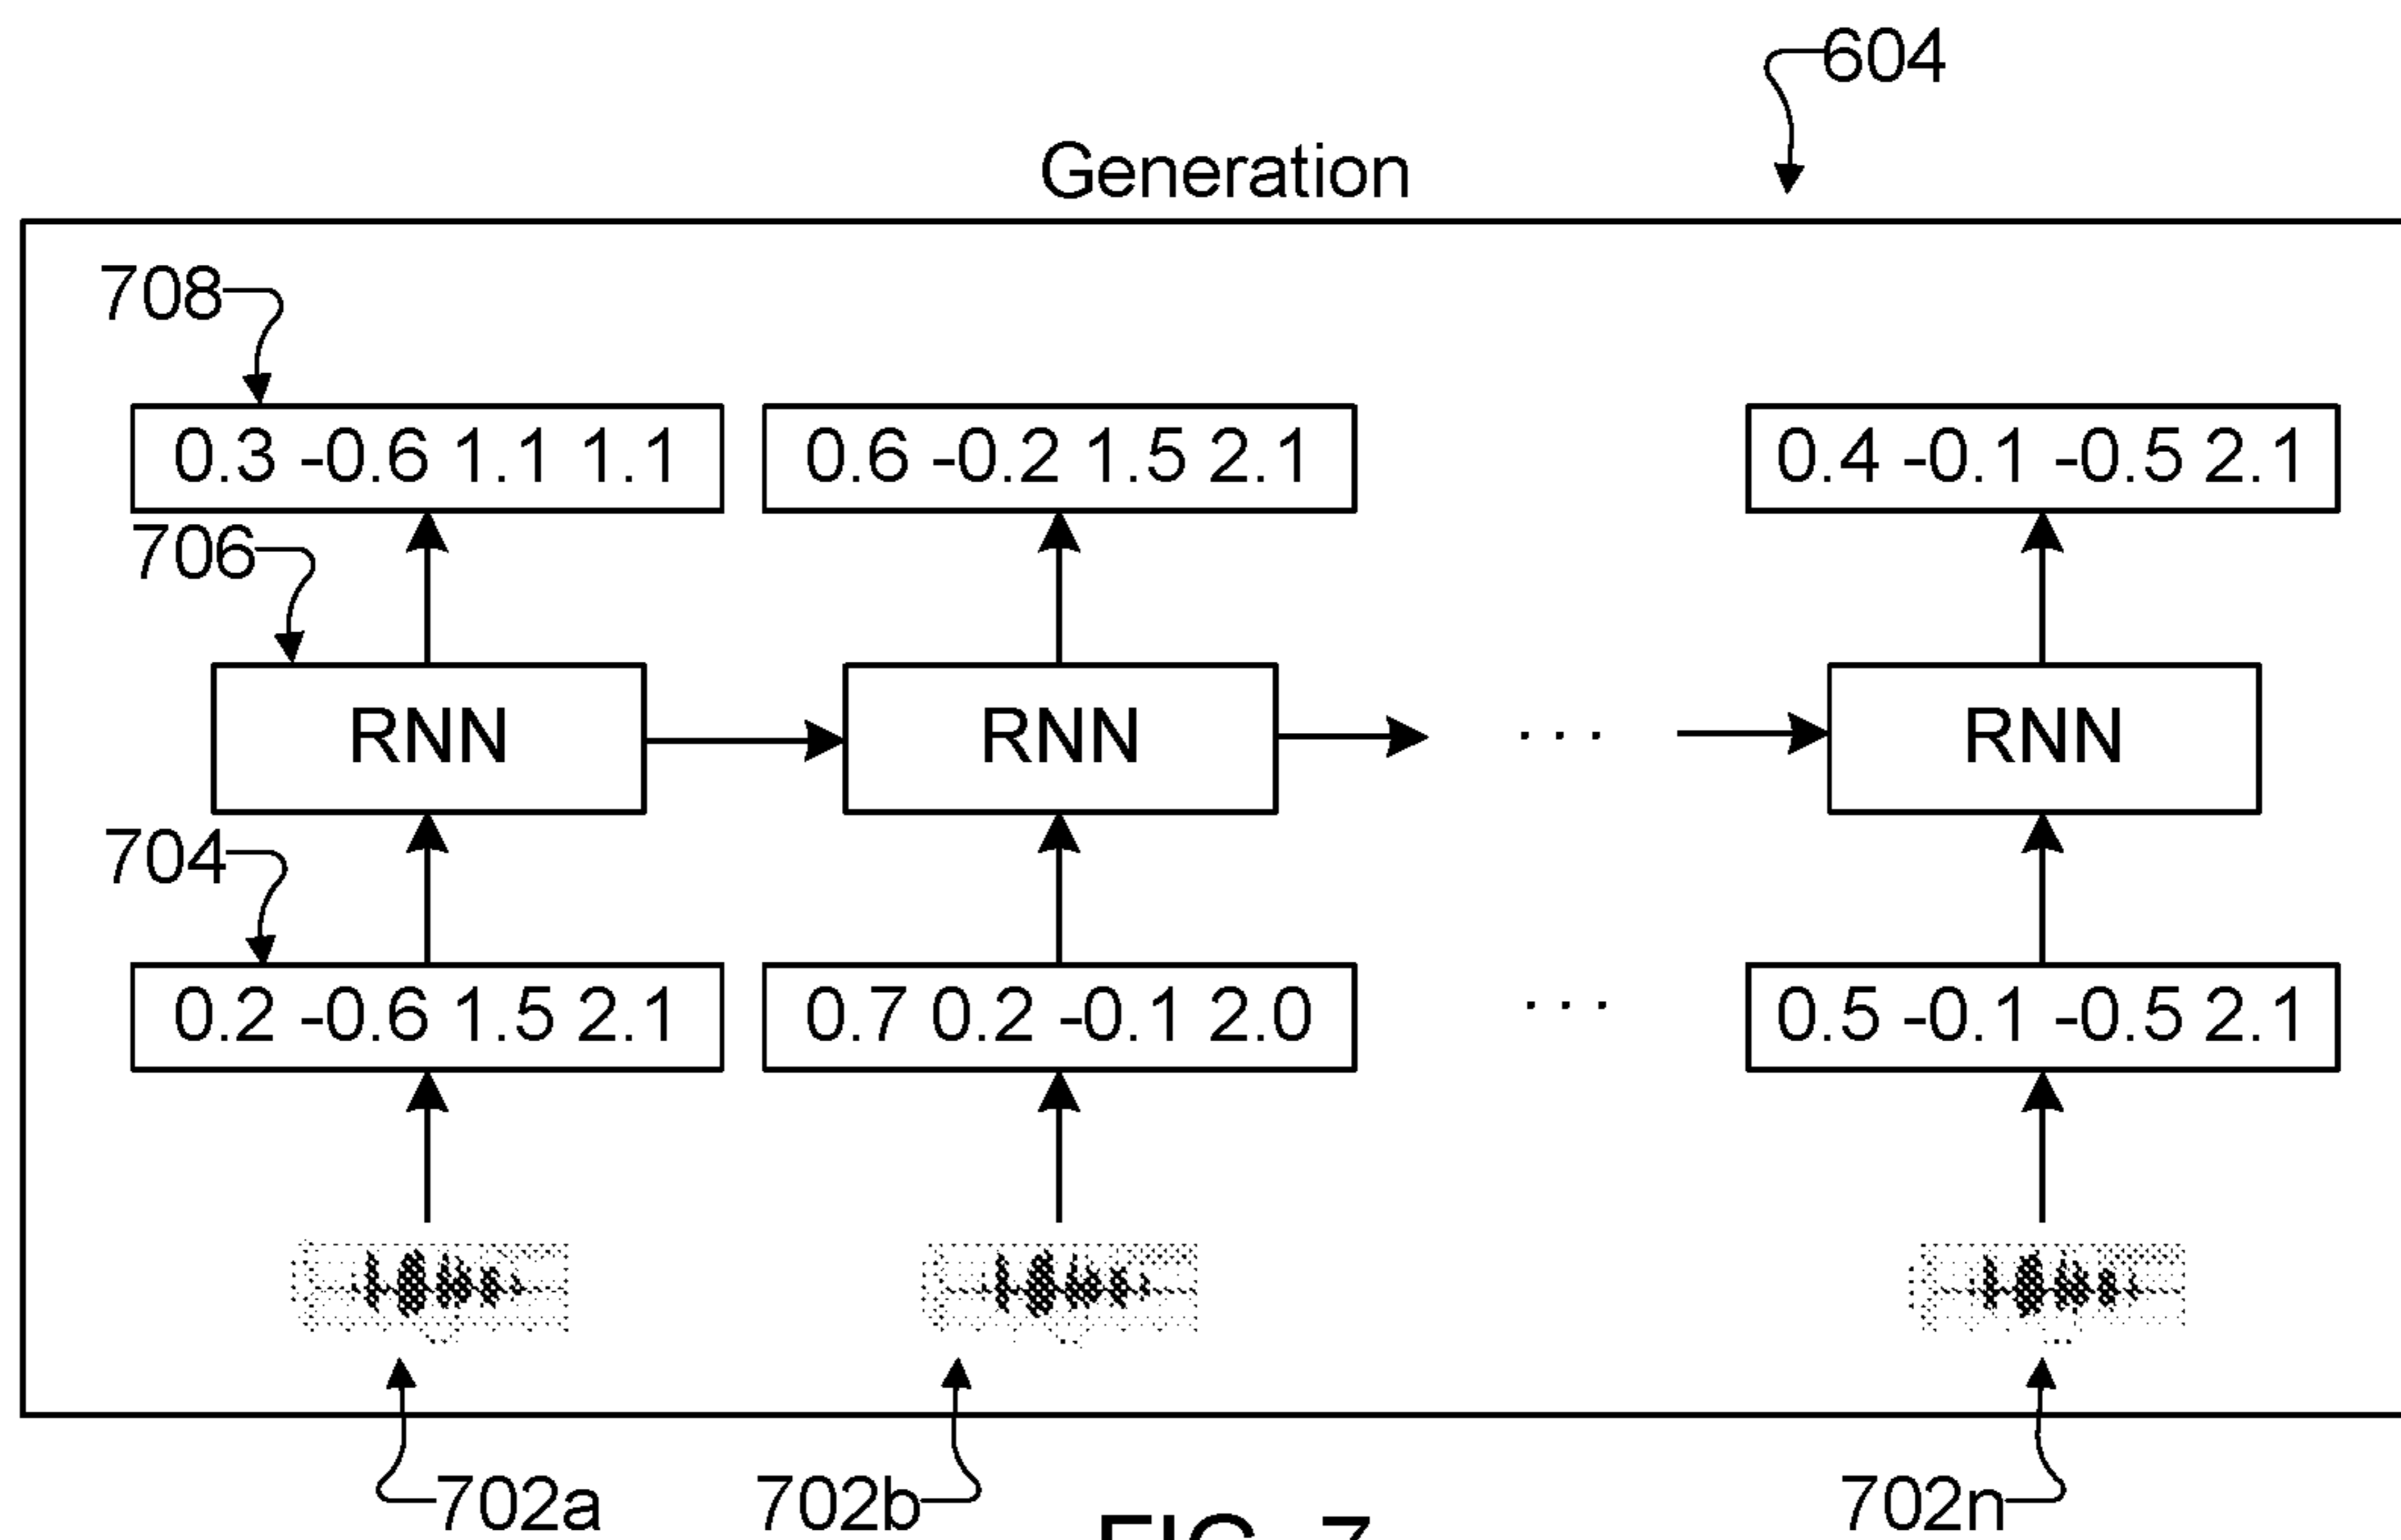 604
Generation
708
0.3 -0.6 1.1 1.1
0.6 -0.2 1.5 2.1
0.4 -0.1 -0.5 2.1
706
RNN
RNN
. . .
RNN
704
0.2 -0.6 1.5 2.1
0.7 0.2 -0.1 2.0
. . .
0.5 -0.1 -0.5 2.1
702a
702b
702n
FIG. 7